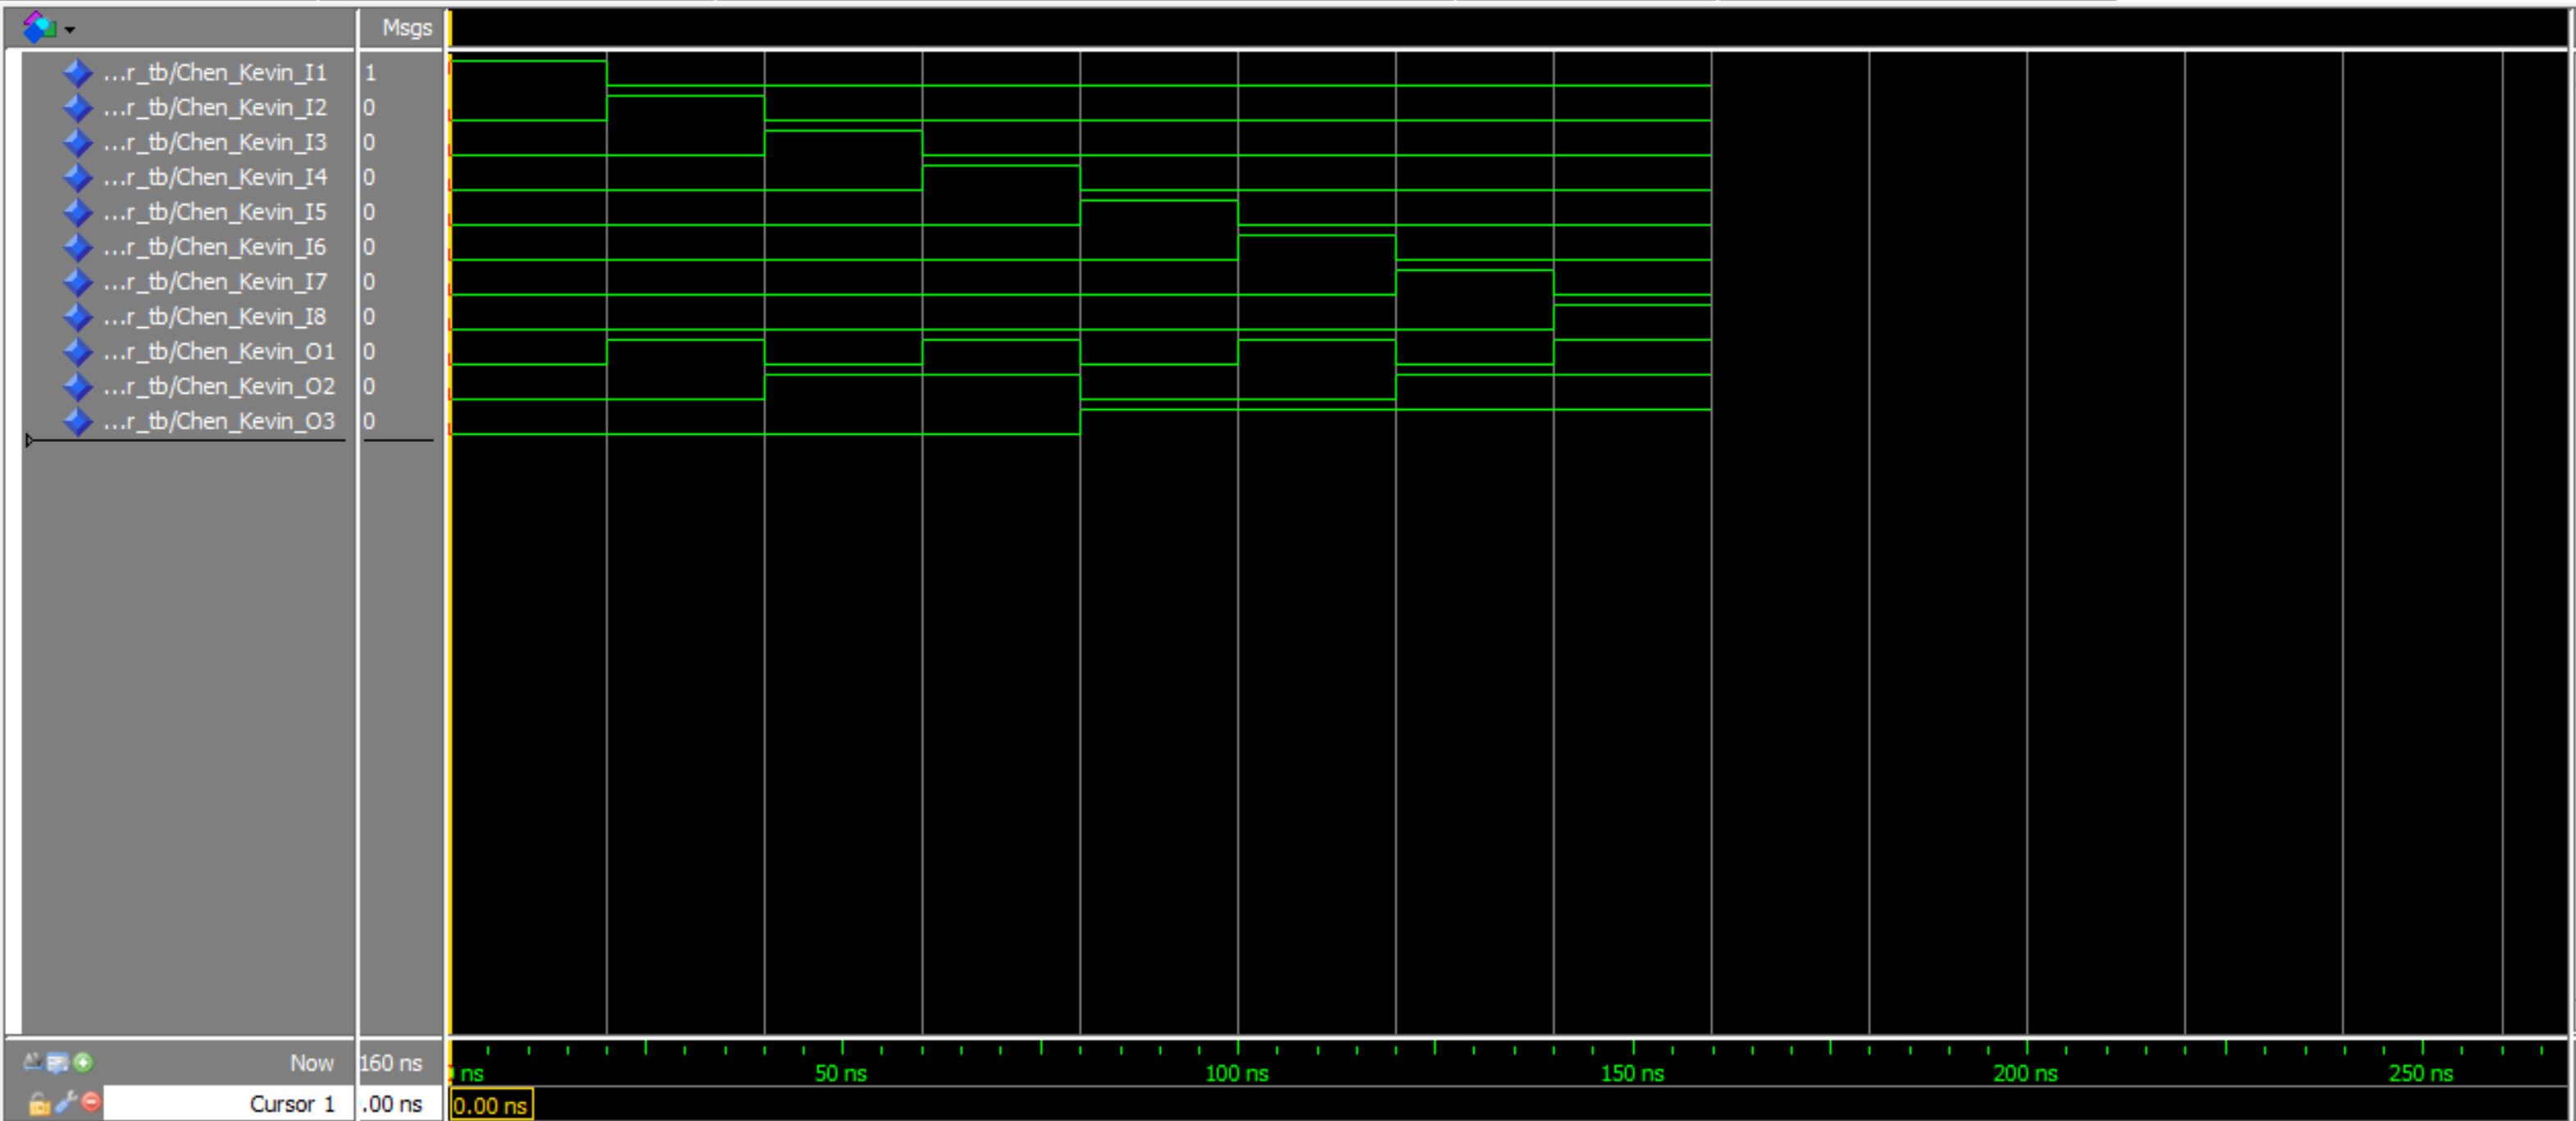 Msgs
...r_tb/Chen_Kevin_I1 1
...r_tb/Chen_Kevin_I2 0
...r_tb/Chen_Kevin_I3 0
...r_tb/Chen_Kevin_I4 0
...r_tb/Chen_Kevin_I5 0
...r_tb/Chen_Kevin_I6 0
...r_tb/Chen_Kevin_I7 0
...r_tb/Chen_Kevin_I8 0
...r_tb/Chen_Kevin_O1 0
...r_tb/Chen_Kevin_O2 0
...r_tb/Chen_Kevin_O3 0
Now 160 ns ns 50 ns 100 ns 150 ns 200 ns 250 ns
Cursor 1 .00 ns 0.00 ns